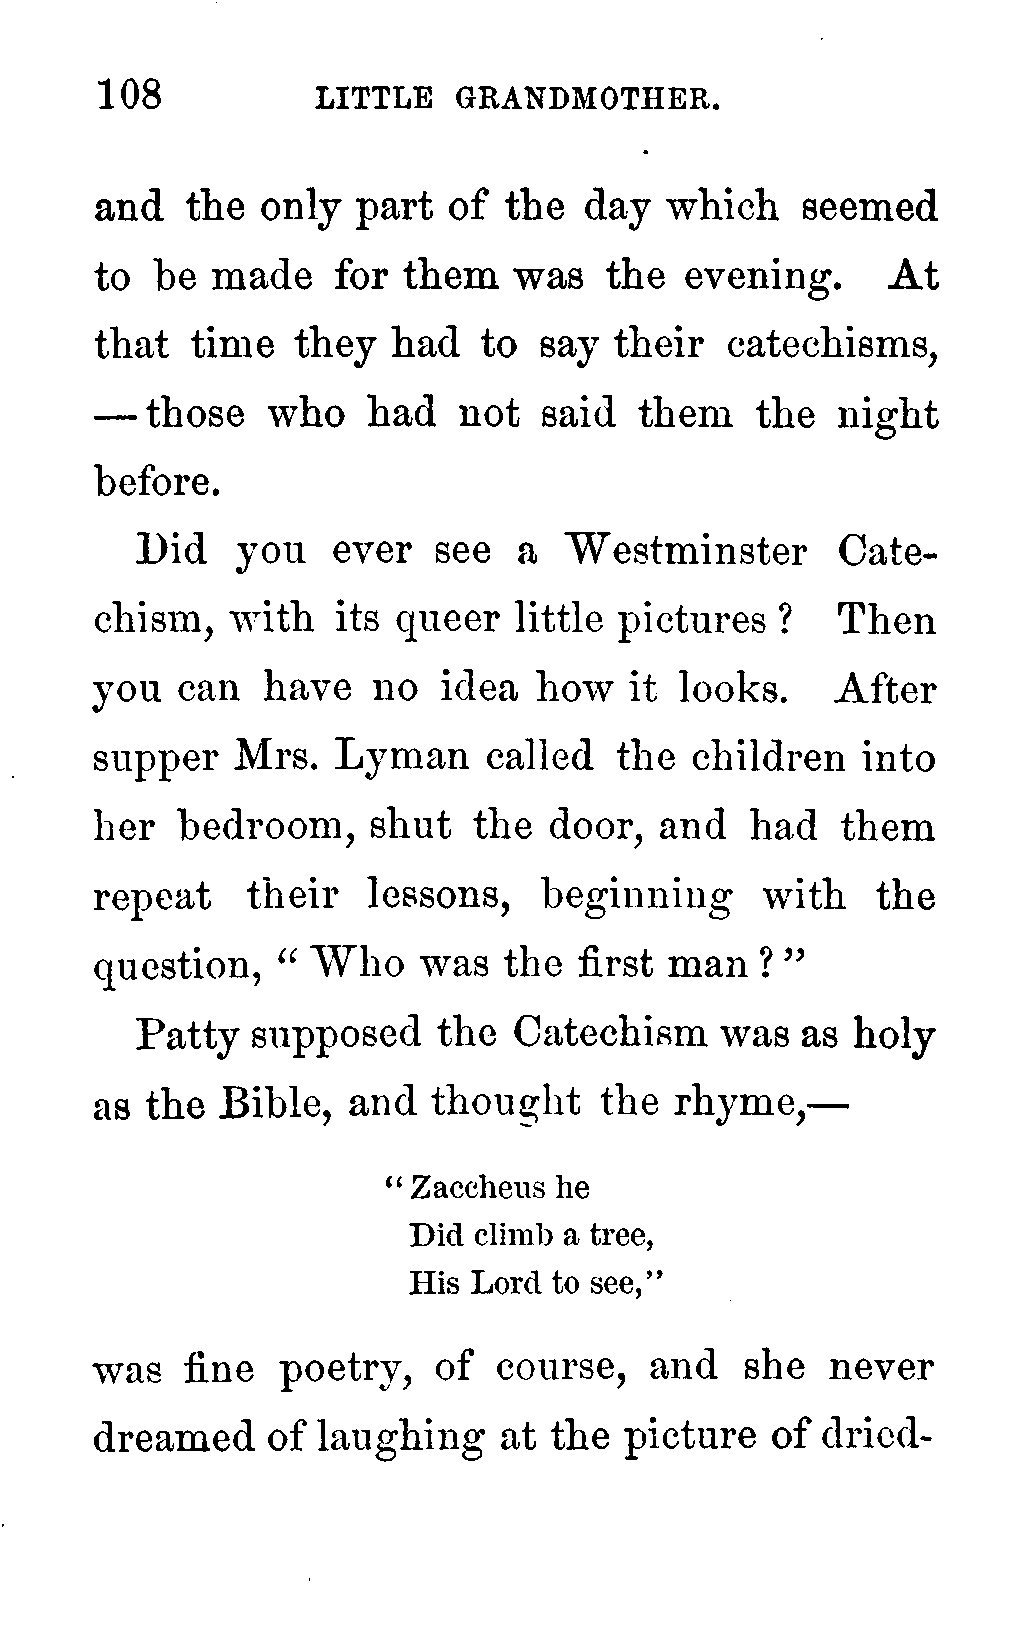 108 LITTLE GRANDMOTHER.
and the only part of the day which seemed
to be made for them was the evening. At
that time they had to say their catechisms,
— those who had not said them the night
before.
Did you ever see a Westminster Cate-
chism, with its queer little pictures ? Then
you can have no idea how it looks. After
supper Mrs. Lyman called the children into
her bedroom, shut the door, and had them
repeat their lessons, beginning with the
question, “ Who was the first man ? ”
Patty supposed the Catechism was as holy
as the Bible, and thought the rhyme,—
“ Zaccheus he
Did climb a tree,
His Lord to see,”
was fine poetry, of course, and she never
dreamed of laughing at the picture of dried-